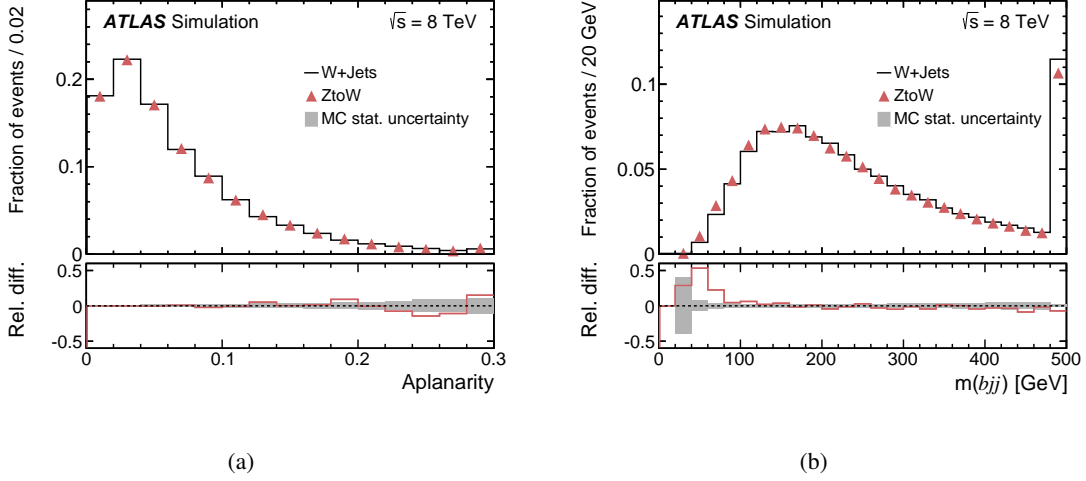 Fraction of events / 0.02
ATLAS Simulation
√s = 8 TeV
W+Jets
ZtoW
MC stat. uncertainty
0.2
0.1
0
Rel. diff.
0.5
0
-0.5
0 0.1 0.2 0.3
Aplanarity
(a)
Fraction of events / 20 GeV
ATLAS Simulation
√s = 8 TeV
W+Jets
ZtoW
MC stat. uncertainty
0.1
0.05
0
Rel. diff.
0.5
0
-0.5
0 100 200 300 400 500
m(bjj) [GeV]
(b)